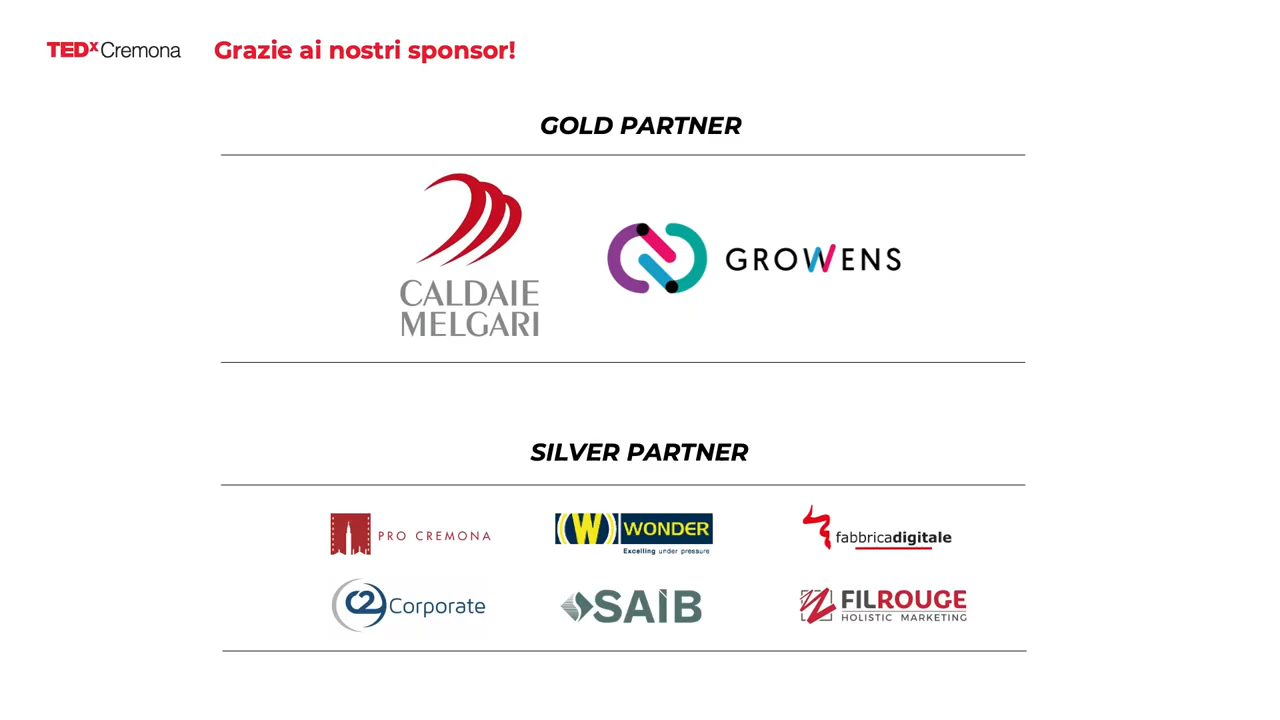 TEDxCremona
Grazie ai nostri sponsor!
GOLD PARTNER
CALDAIE
MELGARI
GROWENS
SILVER PARTNER
PRO CREMONA
W WONDER
Excelling under pressure
fabbricadigitale
C2 Corporate
SAIB
FILROUGE
HOLISTIC MARKETING